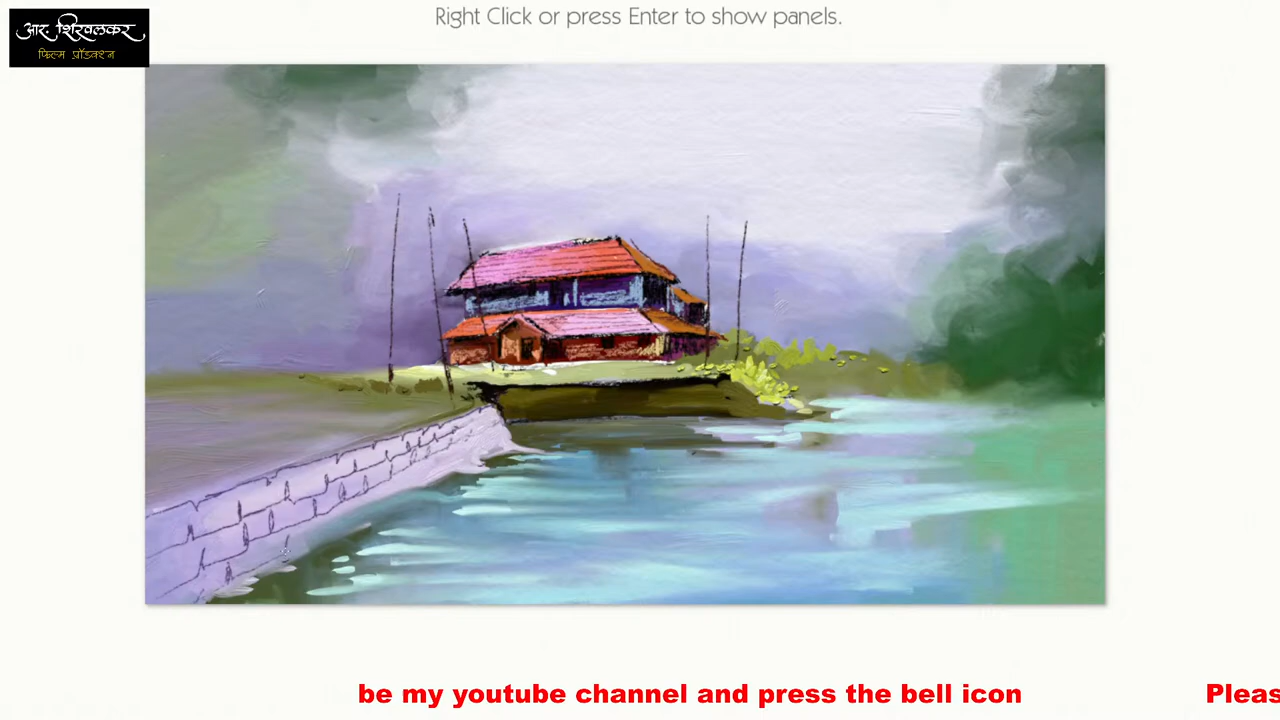 Right Click or press Enter to show panels.
आर. शिरवलकर
फिल्म प्रॉडक्शन
be my youtube channel and press the bell icon
Pleas